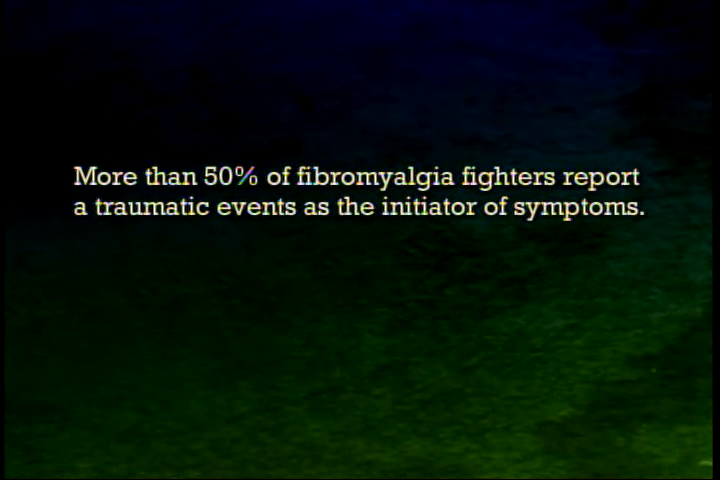 More than 50% of fibromyalgia fighters report
a traumatic events as the initiator of symptoms.